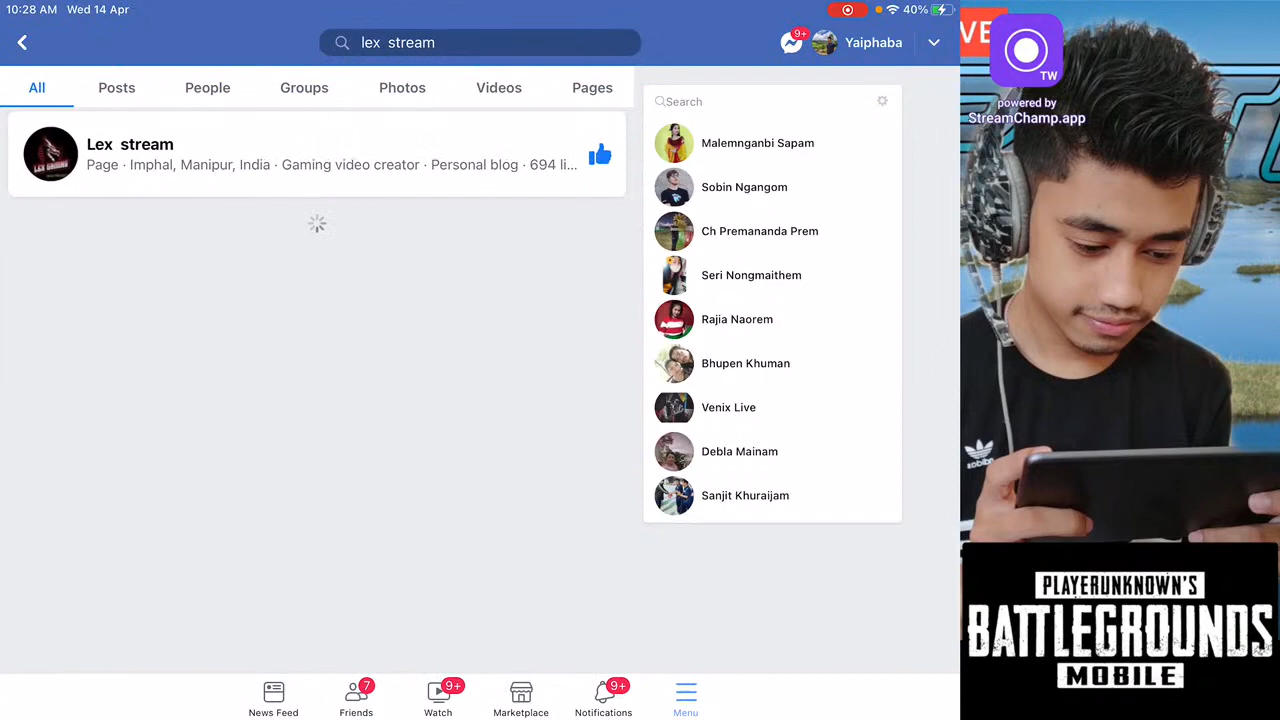 10:28 AM Wed 14 Apr
40%
lex stream
9+
Yaiphaba
All Posts People Groups Photos Videos Pages
Lex stream
Page · Imphal, Manipur, India · Gaming video creator · Personal blog · 694 li...
LEX GAMING
Search
Malemnganbi Sapam
Sobin Ngangom
Ch Premananda Prem
Seri Nongmaithem
Rajia Naorem
Bhupen Khuman
Venix Live
Debla Mainam
Sanjit Khuraijam
7 9+ 9+
News Feed Friends Watch Marketplace Notifications Menu
VE
TW
powered by
StreamChamp.app
adidas
PLAYERUNKNOWN'S
BATTLEGROUNDS
MOBILE